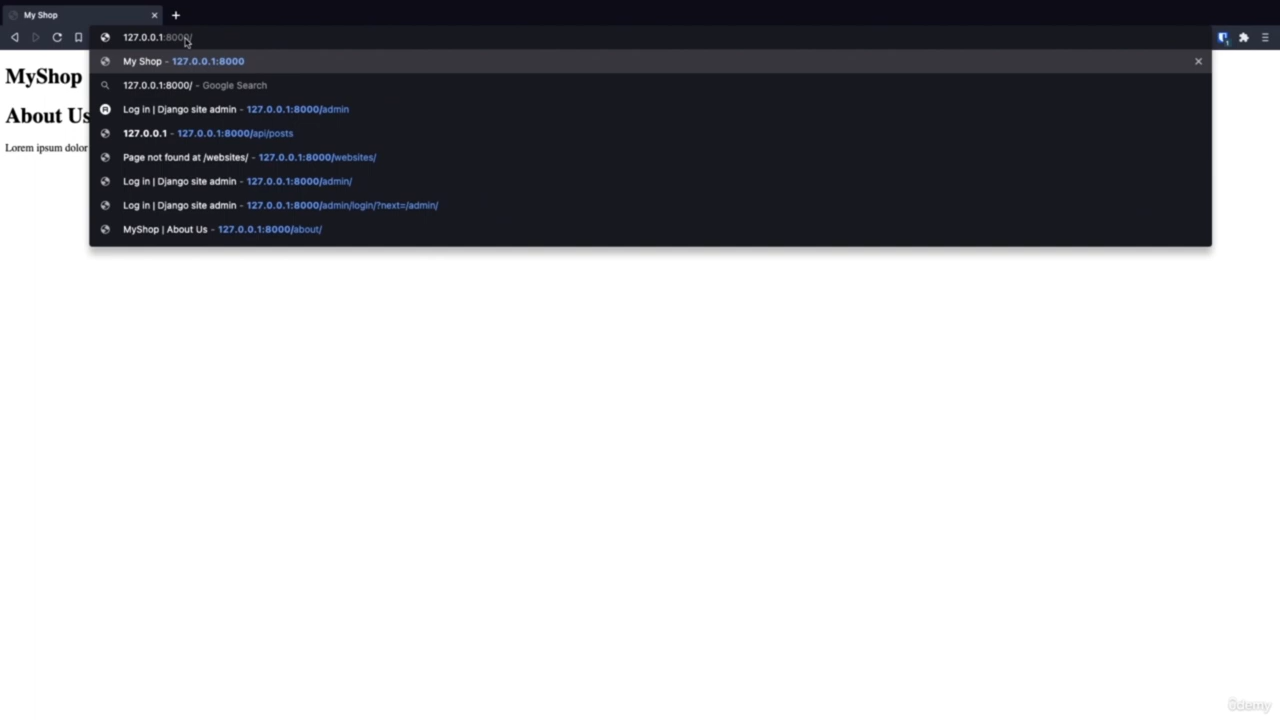 My Shop
127.0.0.1:8000/
My Shop - 127.0.0.1:8000
127.0.0.1:8000/ - Google Search
Log in | Django site admin - 127.0.0.1:8000/admin
127.0.0.1 - 127.0.0.1:8000/api/posts
Page not found at /websites/ - 127.0.0.1:8000/websites/
Log in | Django site admin - 127.0.0.1:8000/admin/
Log in | Django site admin - 127.0.0.1:8000/admin/login/?next=/admin/
MyShop | About Us - 127.0.0.1:8000/about/
MyShop
About Us
Lorem ipsum dolor
ûdemy